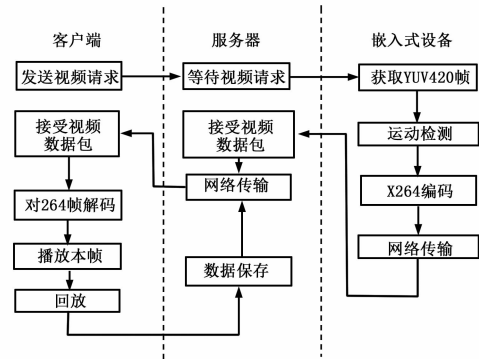 客户端
服务器
嵌入式设备
发送视频请求
等待视频请求
获取YUV420帧
接受视频
数据包
接受视频
数据包
运动检测
网络传输
X264编码
对264帧解码
网络传输
播放本帧
数据保存
回放